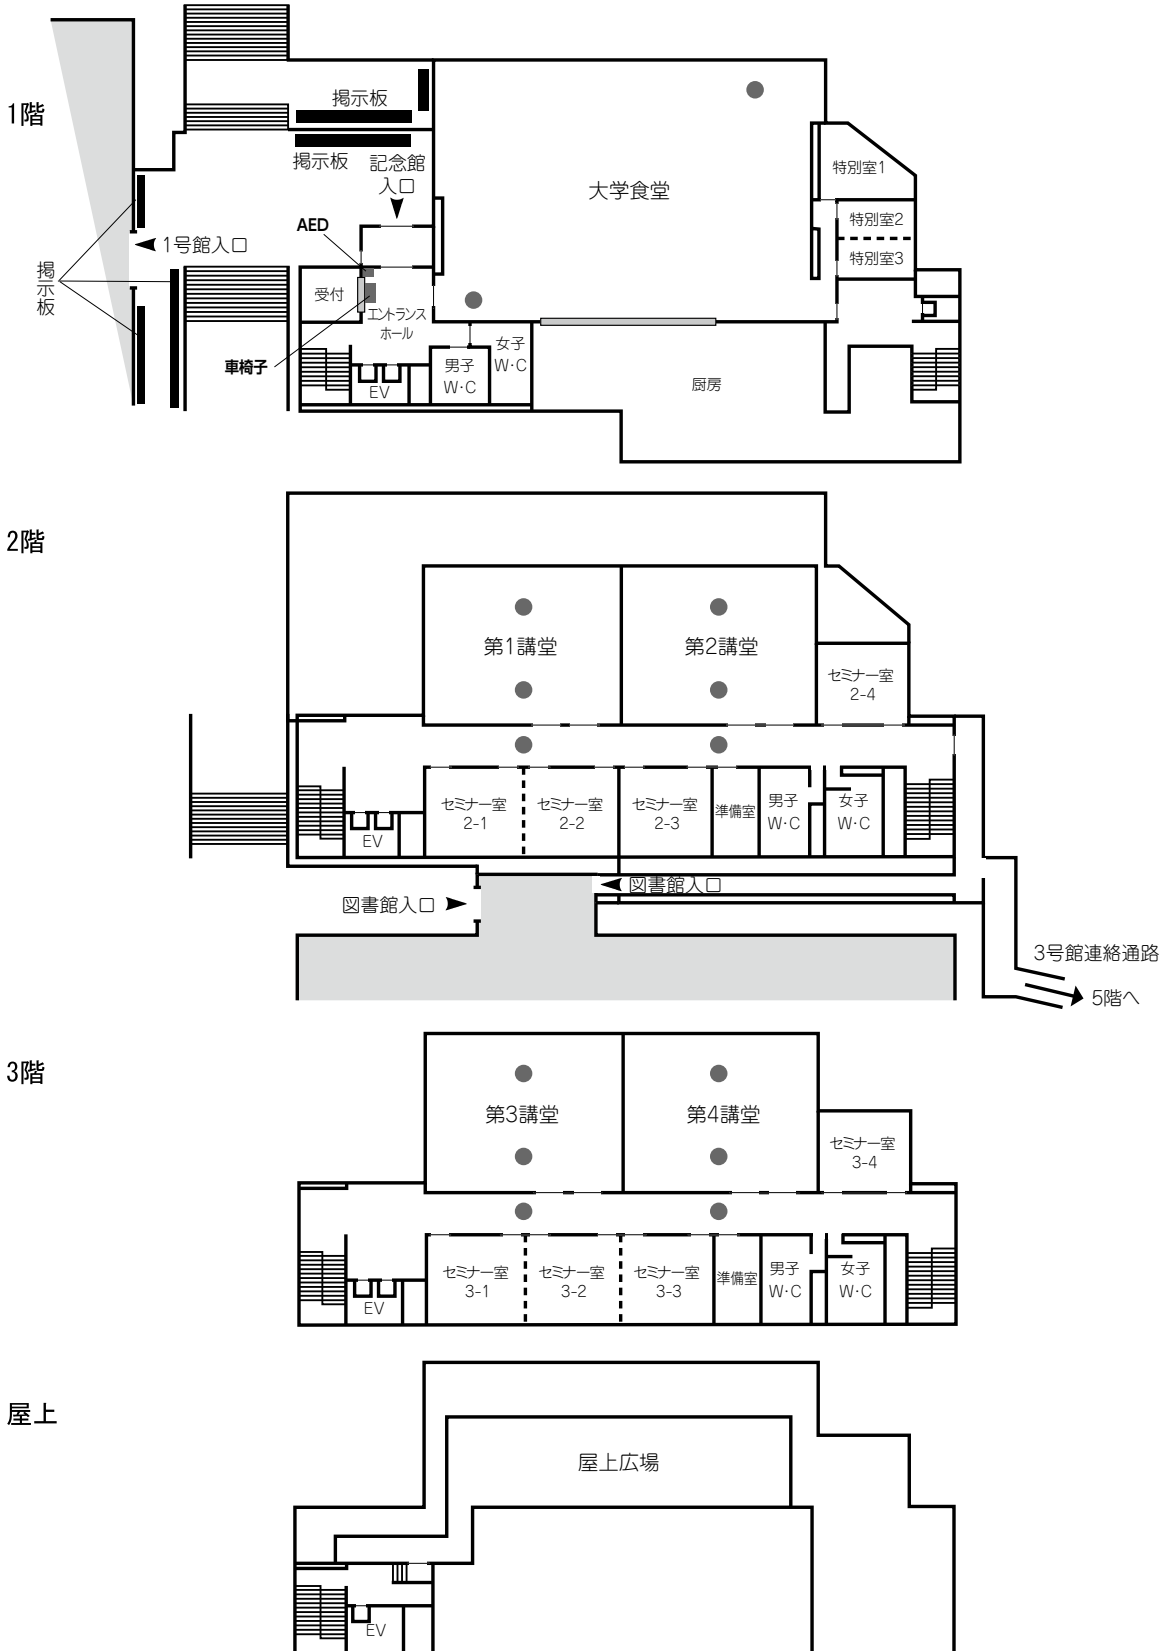 1階
掲示板
掲示板
記念館
入口
大学食堂
特別室1
特別室2
特別室3
AED
1号館入口
掲示板
受付
エントランス
ホール
車椅子
EV
男子
W・C
女子
W・C
厨房
2階
第1講堂
第2講堂
セミナー室
2-4
セミナー室
2-1
セミナー室
2-2
セミナー室
2-3
準備室
男子
W・C
女子
W・C
EV
図書館入口
図書館入口
3号館連絡通路
5階へ
3階
第3講堂
第4講堂
セミナー室
3-4
セミナー室
3-1
セミナー室
3-2
セミナー室
3-3
準備室
男子
W・C
女子
W・C
EV
屋上
屋上広場
EV